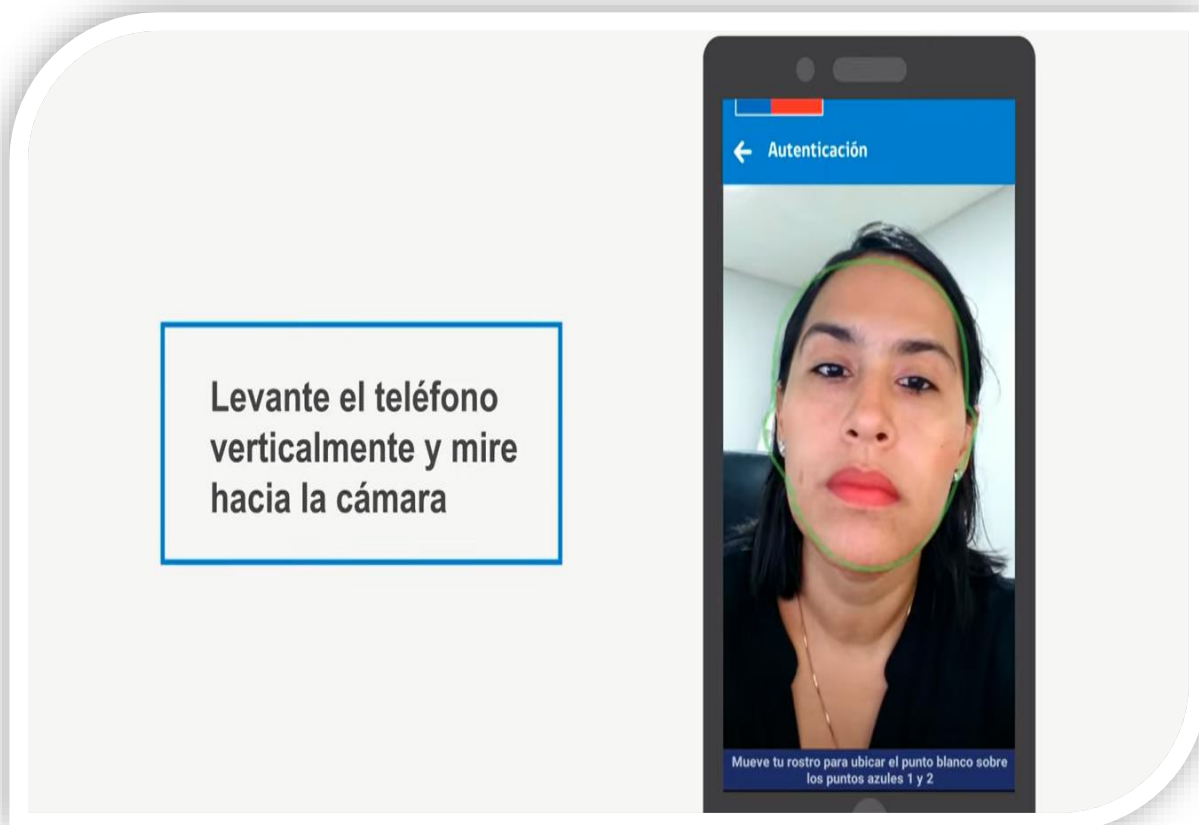 Levante el teléfono
verticalmente y mire
hacia la cámara
Autenticación
Mueve tu rostro para ubicar el punto blanco sobre
los puntos azules 1 y 2